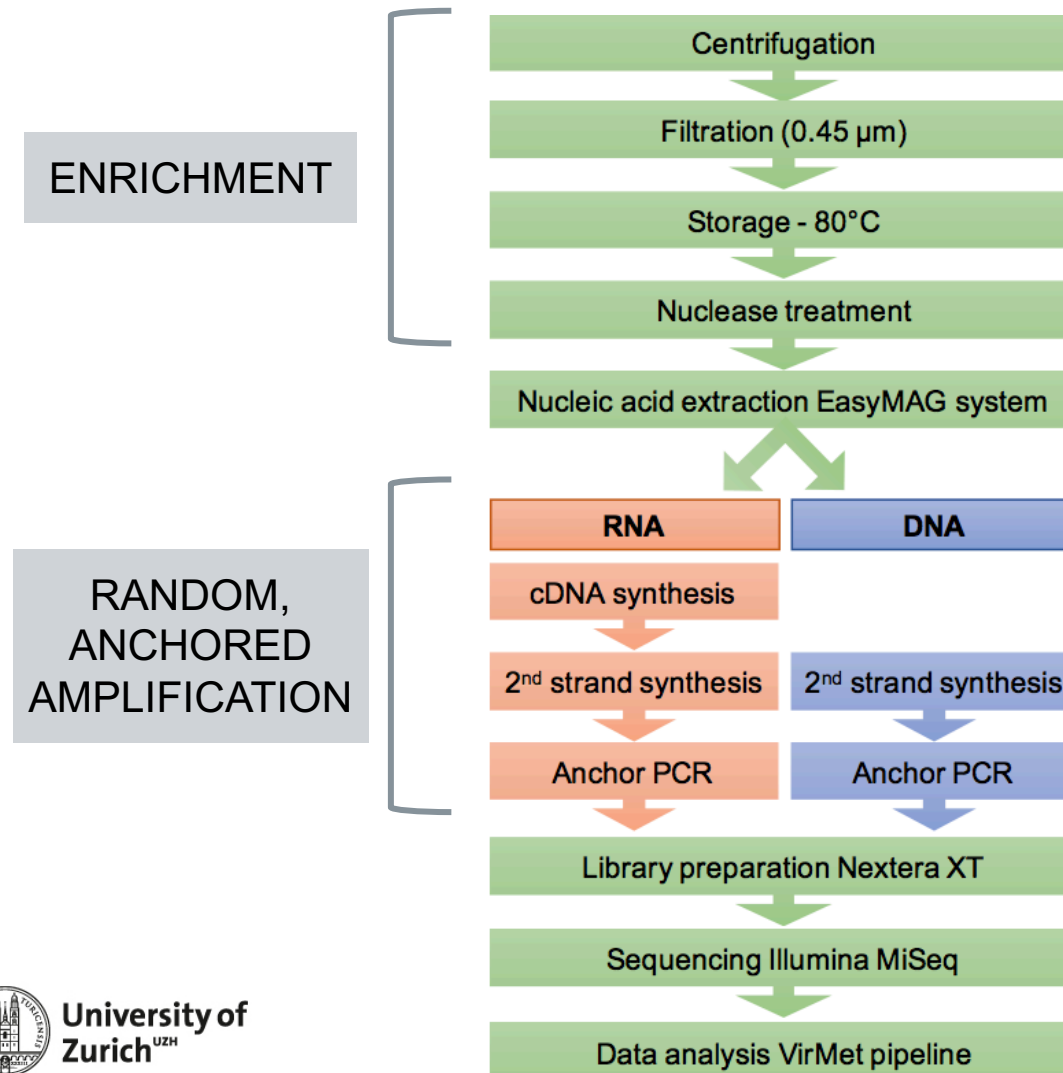 ENRICHMENT
Centrifugation
Filtration (0.45 µm)
Storage - 80°C
Nuclease treatment
Nucleic acid extraction EasyMAG system
RANDOM,
ANCHORED
AMPLIFICATION
RNA
DNA
cDNA synthesis
2nd strand synthesis
2nd strand synthesis
Anchor PCR
Anchor PCR
Library preparation Nextera XT
Sequencing Illumina MiSeq
Data analysis VirMet pipeline
University of
Zurich UZH